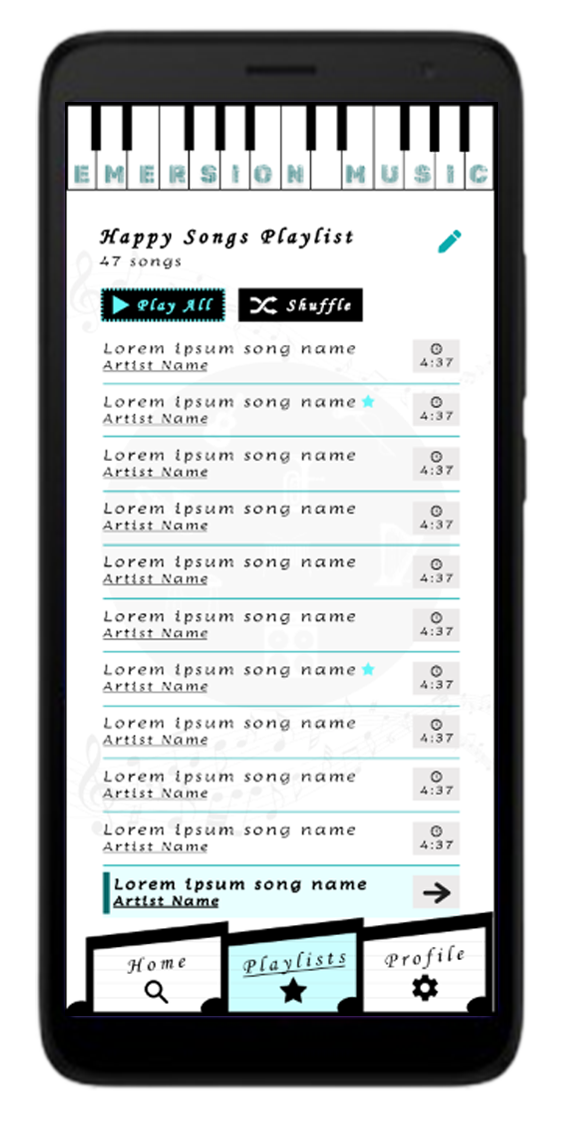 EMERSION MUSIC
Happy Songs Playlist
47 songs
Play All Shuffle
Lorem ipsum song name
Artist Name
4:37
Lorem ipsum song name
Artist Name
4:37
Lorem ipsum song name
Artist Name
4:37
Lorem ipsum song name
Artist Name
4:37
Lorem ipsum song name
Artist Name
4:37
Lorem ipsum song name
Artist Name
4:37
Lorem ipsum song name
Artist Name
4:37
Lorem ipsum song name
Artist Name
4:37
Lorem ipsum song name
Artist Name
4:37
Lorem ipsum song name
Artist Name
4:37
Lorem ipsum song name
Artist Name
Home Playlists Profile